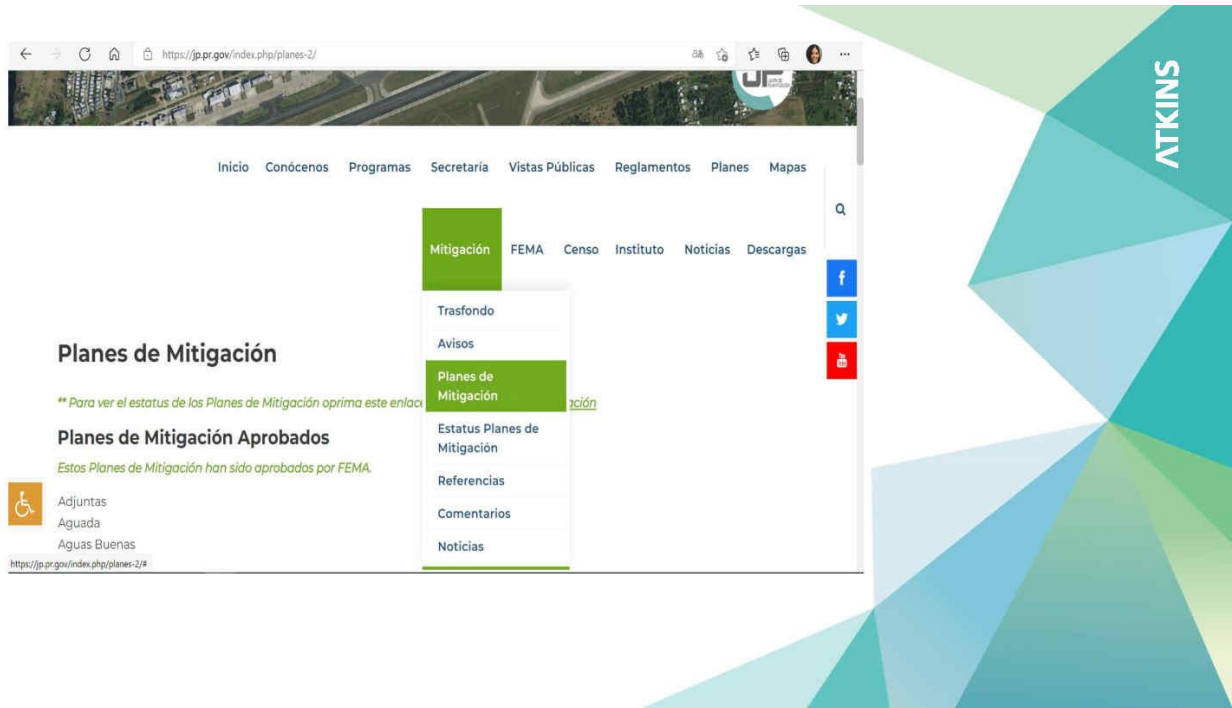 https://jp.pr.gov/index.php/planes-2/
Inicio Conócenos Programas Secretaría Vistas Públicas Reglamentos Planes Mapas
Mitigación FEMA Censo Instituto Noticias Descargas
Trasfondo
Avisos
Planes de
Mitigación
Estatus Planes de
Mitigación
Referencias
Comentarios
Noticias
Planes de Mitigación
** Para ver el estatus de los Planes de Mitigación oprima este enlace ación
Planes de Mitigación Aprobados
Estos Planes de Mitigación han sido aprobados por FEMA.
Adjuntas
Aguada
Aguas Buenas
https://jp.pr.gov/index.php/planes-2/#
ATKINS